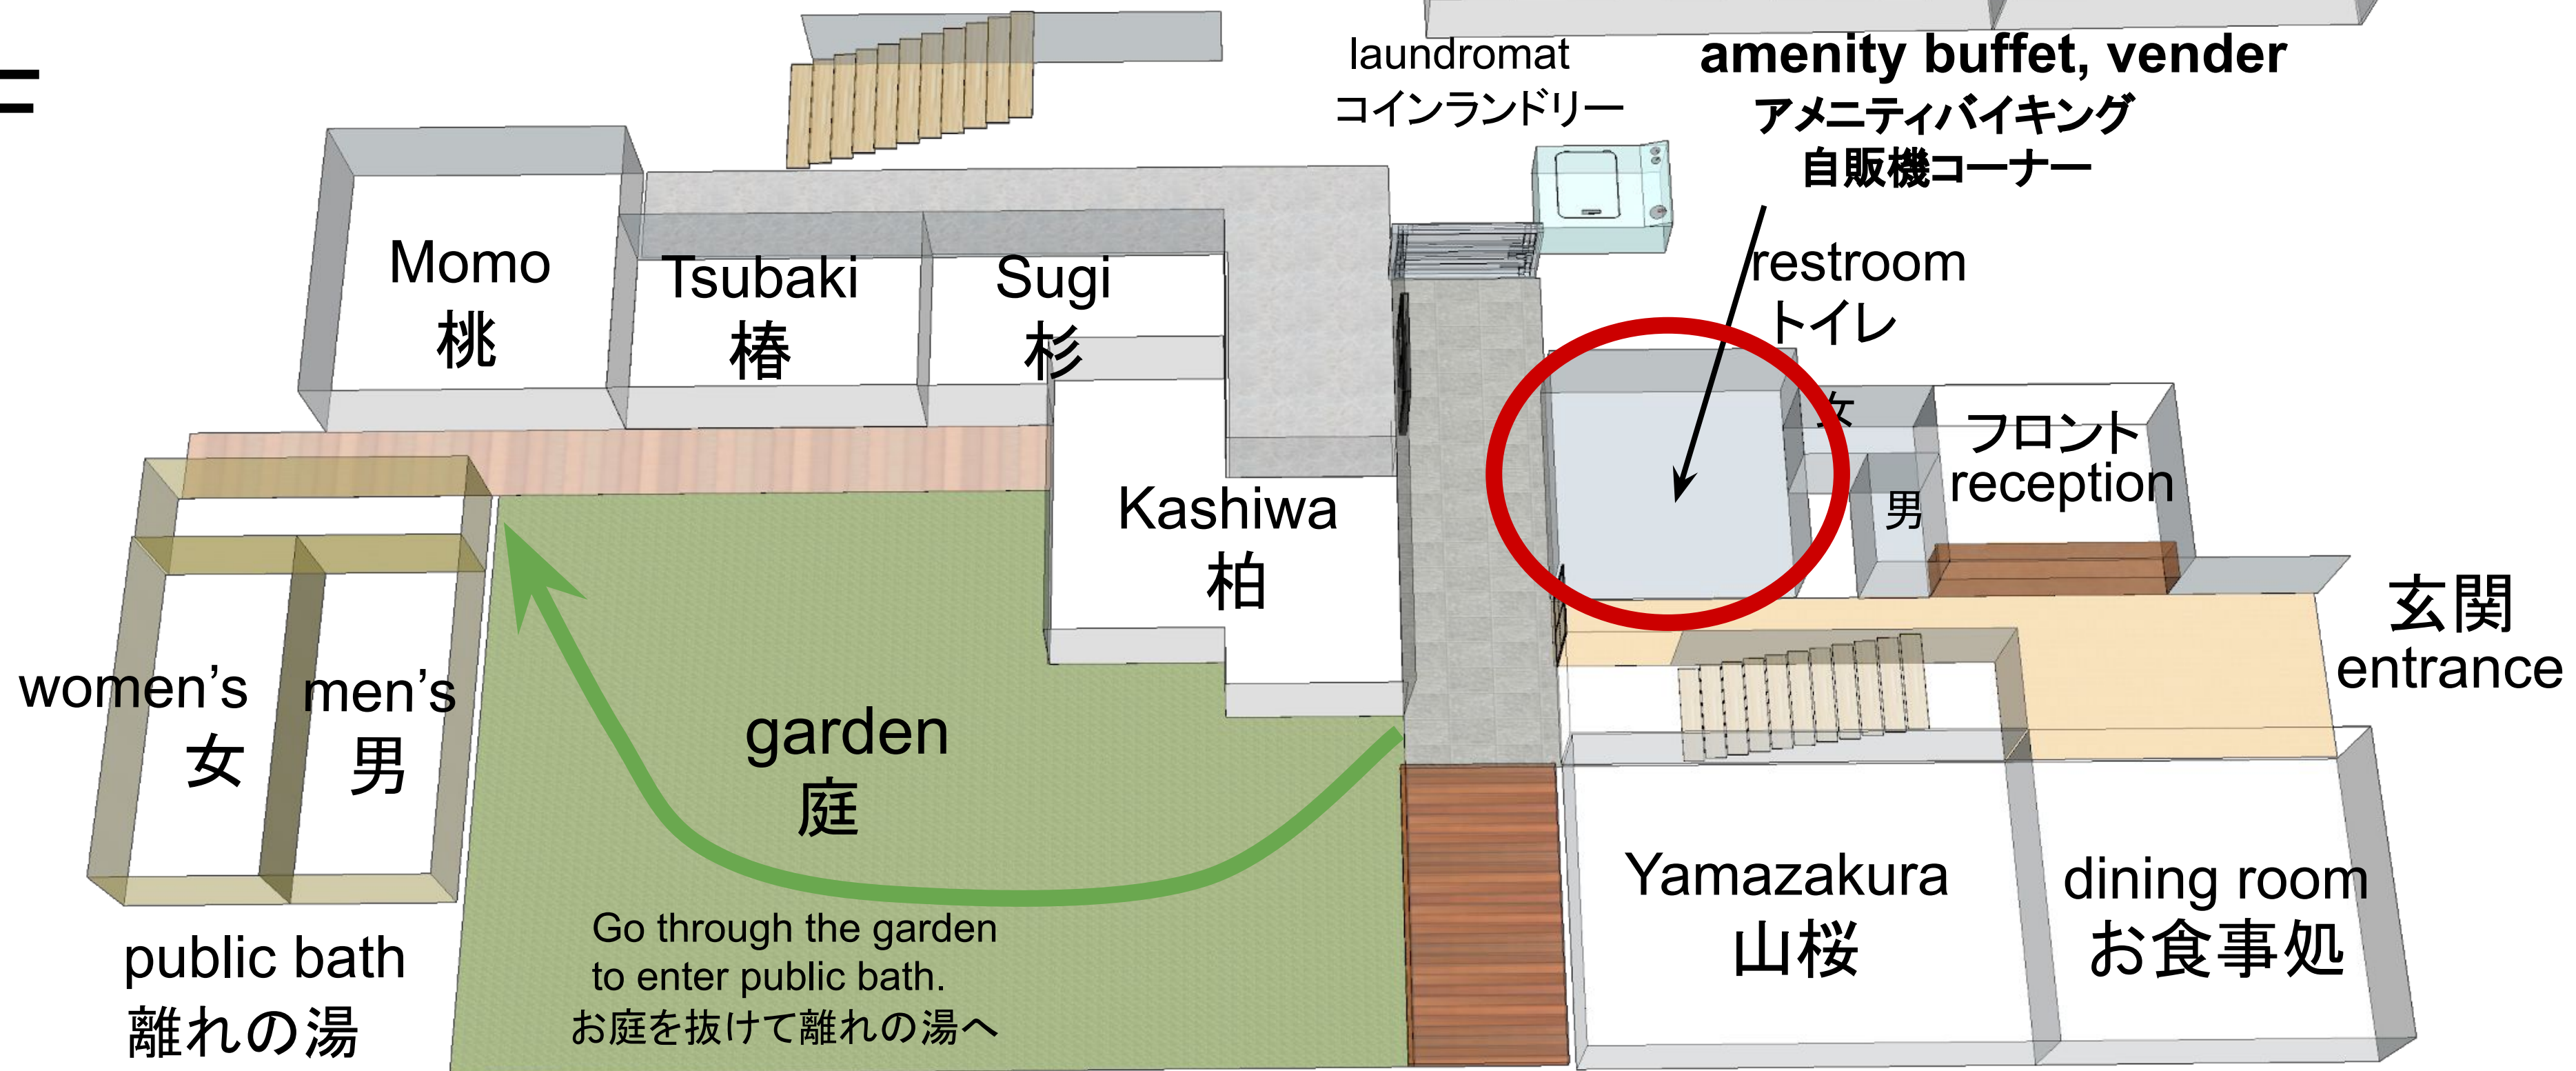 laundromat
コインランドリー
amenity buffet, vender
アメニティバイキング
自販機コーナー
restroom
トイレ
女
男
フロント
reception
玄関
entrance
Momo
桃
Tsubaki
椿
Sugi
杉
Kashiwa
柏
women's
女
men's
男
public bath
離れの湯
garden
庭
Go through the garden
to enter public bath.
お庭を抜けて離れの湯へ
Yamazakura
山桜
dining room
お食事処